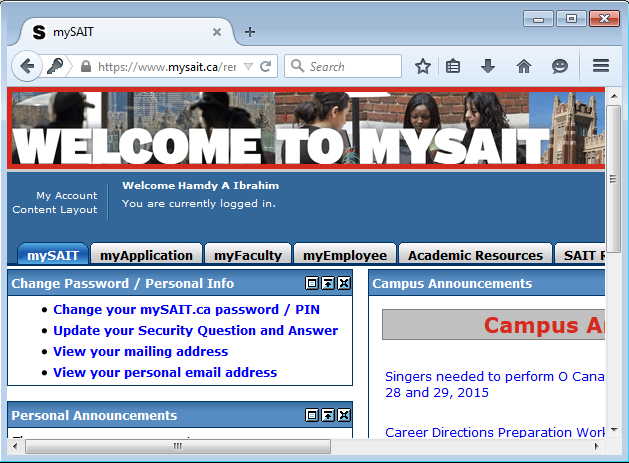 mySAIT
https://www.mysait.ca/rer
Search
WELCOME TO MYSAIT
My Account
Content Layout
Welcome Hamdy A Ibrahim
You are currently logged in.
mySAIT myApplication myFaculty myEmployee Academic Resources SAIT R
Change Password / Personal Info
Change your mySAIT.ca password / PIN
Update your Security Question and Answer
View your mailing address
View your personal email address
Personal Announcements
Campus Announcements
Campus A
Singers needed to perform O Cana
28 and 29, 2015
Career Directions Preparation Work